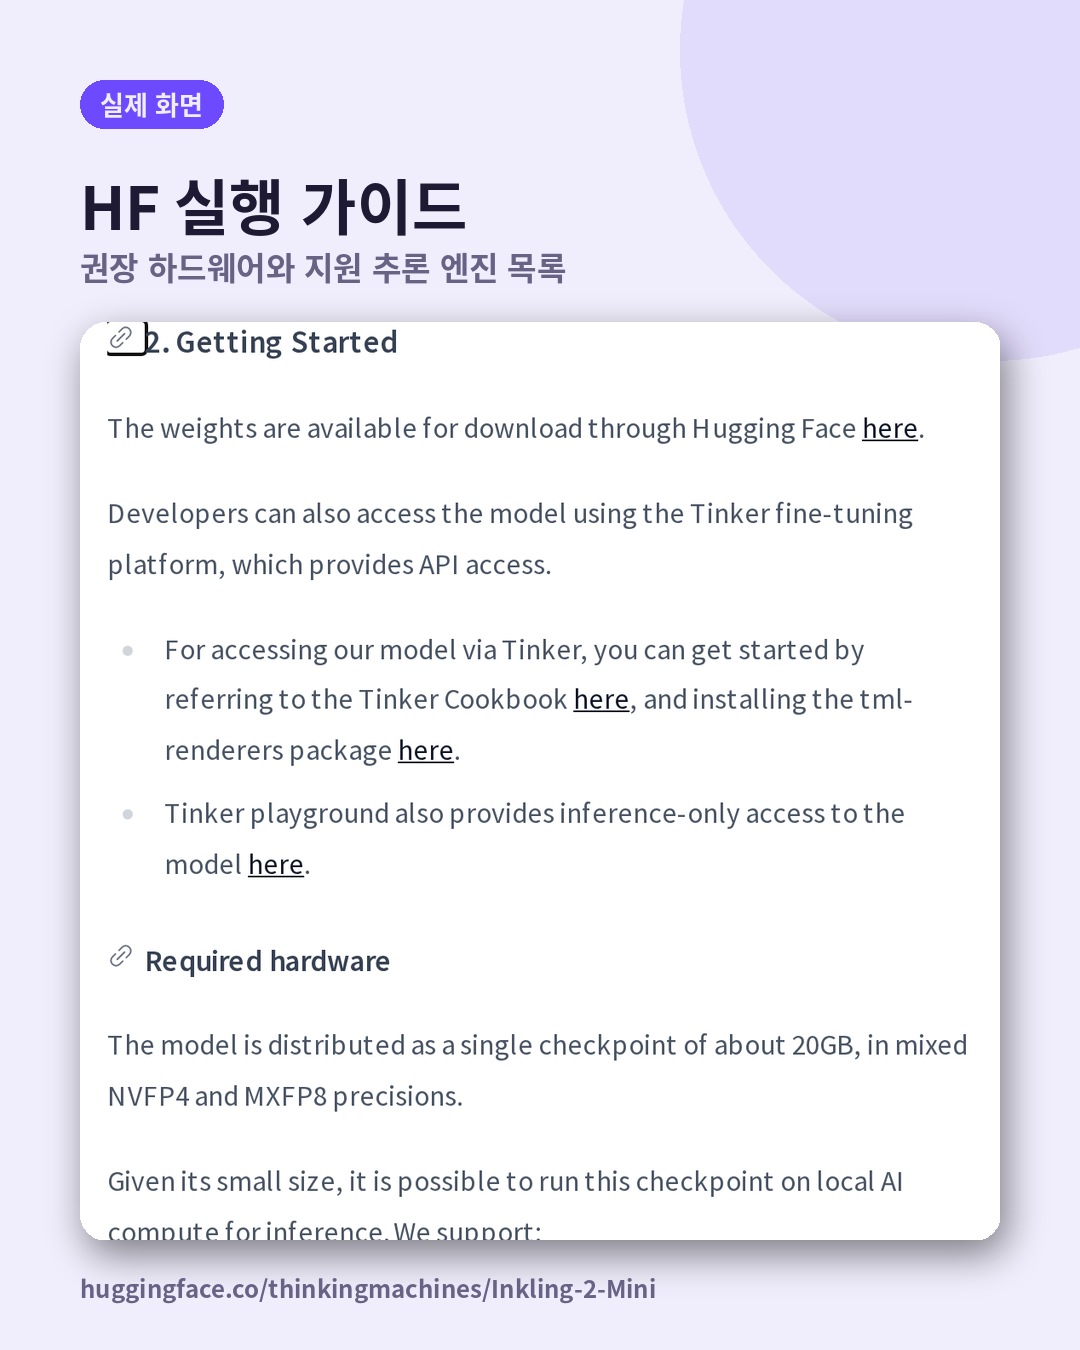 실제 화면
HF 실행 가이드
권장 하드웨어와 지원 추론 엔진 목록
2. Getting Started
The weights are available for download through Hugging Face here.
Developers can also access the model using the Tinker fine-tuning
platform, which provides API access.
For accessing our model via Tinker, you can get started by
referring to the Tinker Cookbook here, and installing the tml-
renderers package here.
Tinker playground also provides inference-only access to the
model here.
Required hardware
The model is distributed as a single checkpoint of about 20GB, in mixed
NVFP4 and MXFP8 precisions.
Given its small size, it is possible to run this checkpoint on local AI
compute for inference. We support:
huggingface.co/thinkingmachines/Inkling-2-Mini